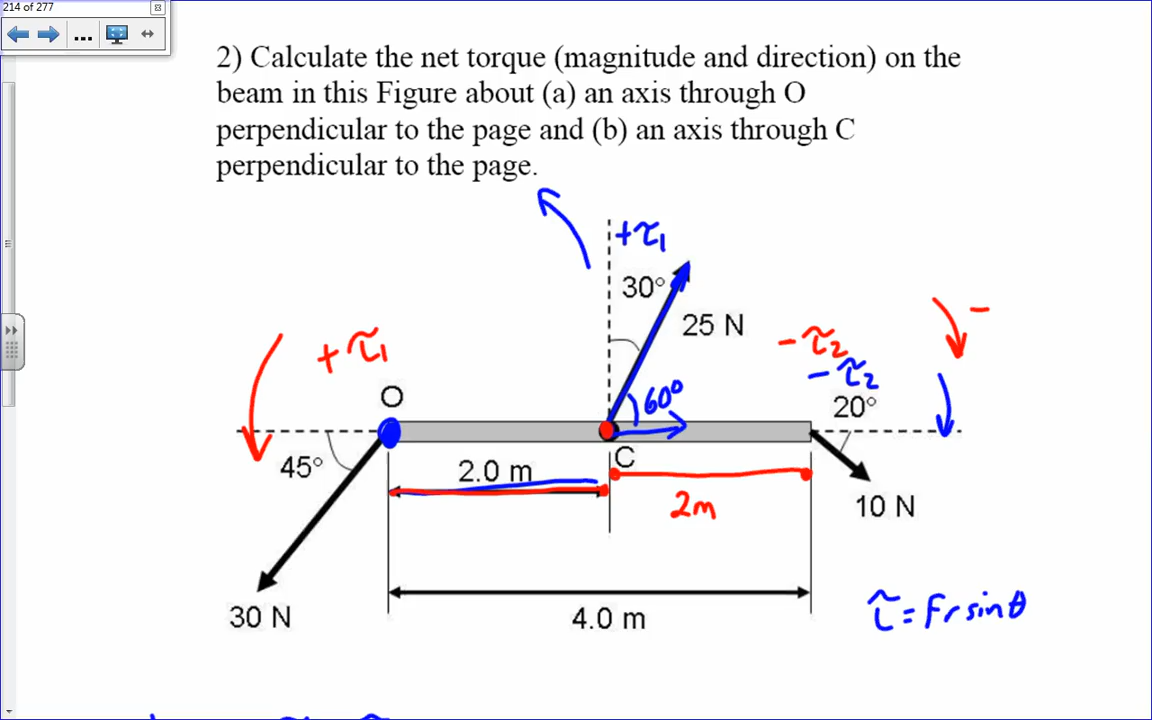 214 of 277
2) Calculate the net torque (magnitude and direction) on the
beam in this Figure about (a) an axis through O
perpendicular to the page and (b) an axis through C
perpendicular to the page.
+τ₁
30°
25 N
+τ₁
-τ₂
-
-τ₂
O
60°
20°
45°
2.0 m
C
2m
10 N
30 N
4.0 m
τ = Fr sin θ